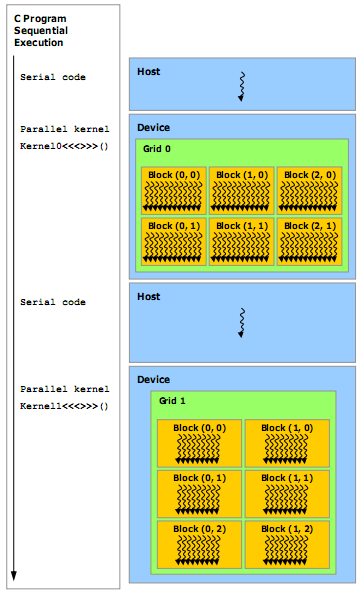 C Program
Sequential
Execution
Serial code
Host
Parallel kernel
Kernel0<<<>>>()
Device
Grid 0
Block (0, 0)
Block (1, 0)
Block (2, 0)
Block (0, 1)
Block (1, 1)
Block (2, 1)
Serial code
Host
Parallel kernel
Kernel1<<<>>>()
Device
Grid 1
Block (0, 0)
Block (1, 0)
Block (0, 1)
Block (1, 1)
Block (0, 2)
Block (1, 2)